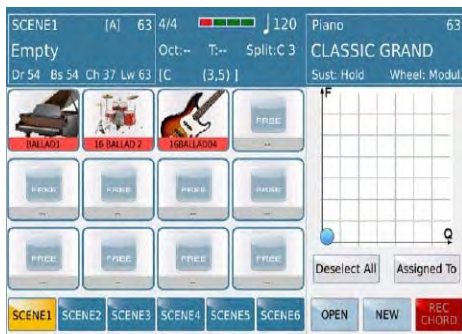 SCENE1 [A] 63
Empty
Dr 54 Bs 54 Ch 37 Lw 63
4/4 120
Oct:-- T:-- Split:C 3
[C (3,5) ]
Piano 63
CLASSIC GRAND
Sust: Hold Wheel: Modul.
BALLAD1 16 BALLAD 2 16BALLAD04 FREE
--
FREE FREE FREE FREE
-- -- -- --
FREE FREE FREE FREE
-- -- -- --
F
Q
Deselect All Assigned To
SCENE1 SCENE2 SCENE3 SCENE4 SCENE5 SCENE6 OPEN NEW REC
CHORD